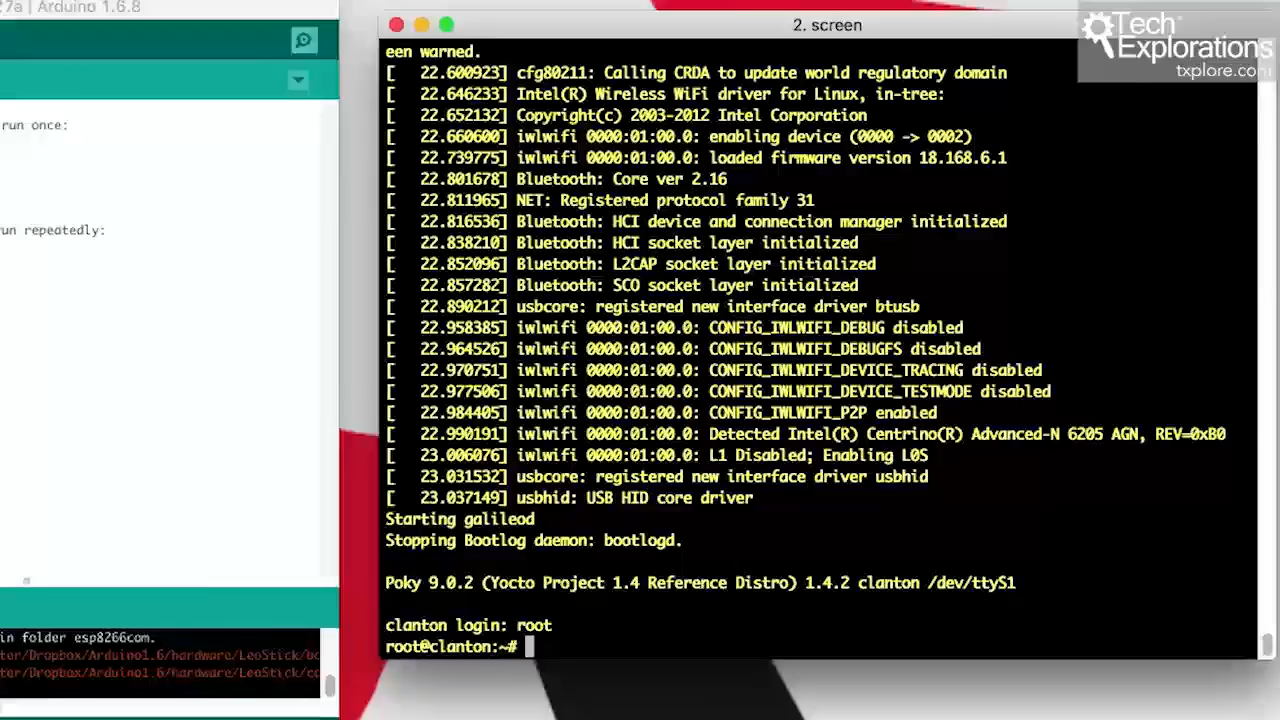 7a | Arduino 1.6.8
run once:
run repeatedly:
in folder esp8266com.
ter/Dropbox/Arduino1.6/hardware/LeoStick/bo
ter/Dropbox/Arduino1.6/hardware/LeoStick/co
2. screen
Tech
Explorations
txplore.com
een warned.
[   22.600923] cfg80211: Calling CRDA to update world regulatory domain
[   22.646233] Intel(R) Wireless WiFi driver for Linux, in-tree:
[   22.652132] Copyright(c) 2003-2012 Intel Corporation
[   22.660600] iwlwifi 0000:01:00.0: enabling device (0000 -> 0002)
[   22.739775] iwlwifi 0000:01:00.0: loaded firmware version 18.168.6.1
[   22.801678] Bluetooth: Core ver 2.16
[   22.811965] NET: Registered protocol family 31
[   22.816536] Bluetooth: HCI device and connection manager initialized
[   22.838210] Bluetooth: HCI socket layer initialized
[   22.852096] Bluetooth: L2CAP socket layer initialized
[   22.857282] Bluetooth: SCO socket layer initialized
[   22.890212] usbcore: registered new interface driver btusb
[   22.958385] iwlwifi 0000:01:00.0: CONFIG_IWLWIFI_DEBUG disabled
[   22.964526] iwlwifi 0000:01:00.0: CONFIG_IWLWIFI_DEBUGFS disabled
[   22.970751] iwlwifi 0000:01:00.0: CONFIG_IWLWIFI_DEVICE_TRACING disabled
[   22.977506] iwlwifi 0000:01:00.0: CONFIG_IWLWIFI_DEVICE_TESTMODE disabled
[   22.984405] iwlwifi 0000:01:00.0: CONFIG_IWLWIFI_P2P enabled
[   22.990191] iwlwifi 0000:01:00.0: Detected Intel(R) Centrino(R) Advanced-N 6205 AGN, REV=0xB0
[   23.006076] iwlwifi 0000:01:00.0: L1 Disabled; Enabling L0S
[   23.031532] usbcore: registered new interface driver usbhid
[   23.037149] usbhid: USB HID core driver
Starting galileod
Stopping Bootlog daemon: bootlogd.
Poky 9.0.2 (Yocto Project 1.4 Reference Distro) 1.4.2 clanton /dev/ttyS1
clanton login: root
root@clanton:~#